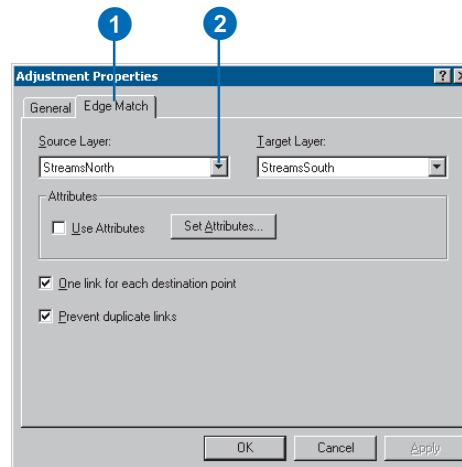 1 2
Adjustment Properties ? X
General Edge Match
Source Layer: Target Layer:
StreamsNorth StreamsSouth
Attributes
Use Attributes Set Attributes...
One link for each destination point
Prevent duplicate links
OK Cancel Apply